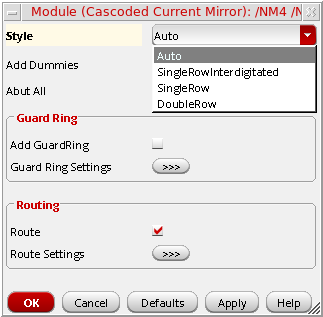 Module (Cascoded Current Mirror): /NM4 /N
Style Auto
Auto
Add Dummies SingleRowInterdigitated
Abut All SingleRow
DoubleRow
Guard Ring
Add GuardRing
Guard Ring Settings >>>
Routing
Route
Route Settings >>>
OK Cancel Defaults Apply Help